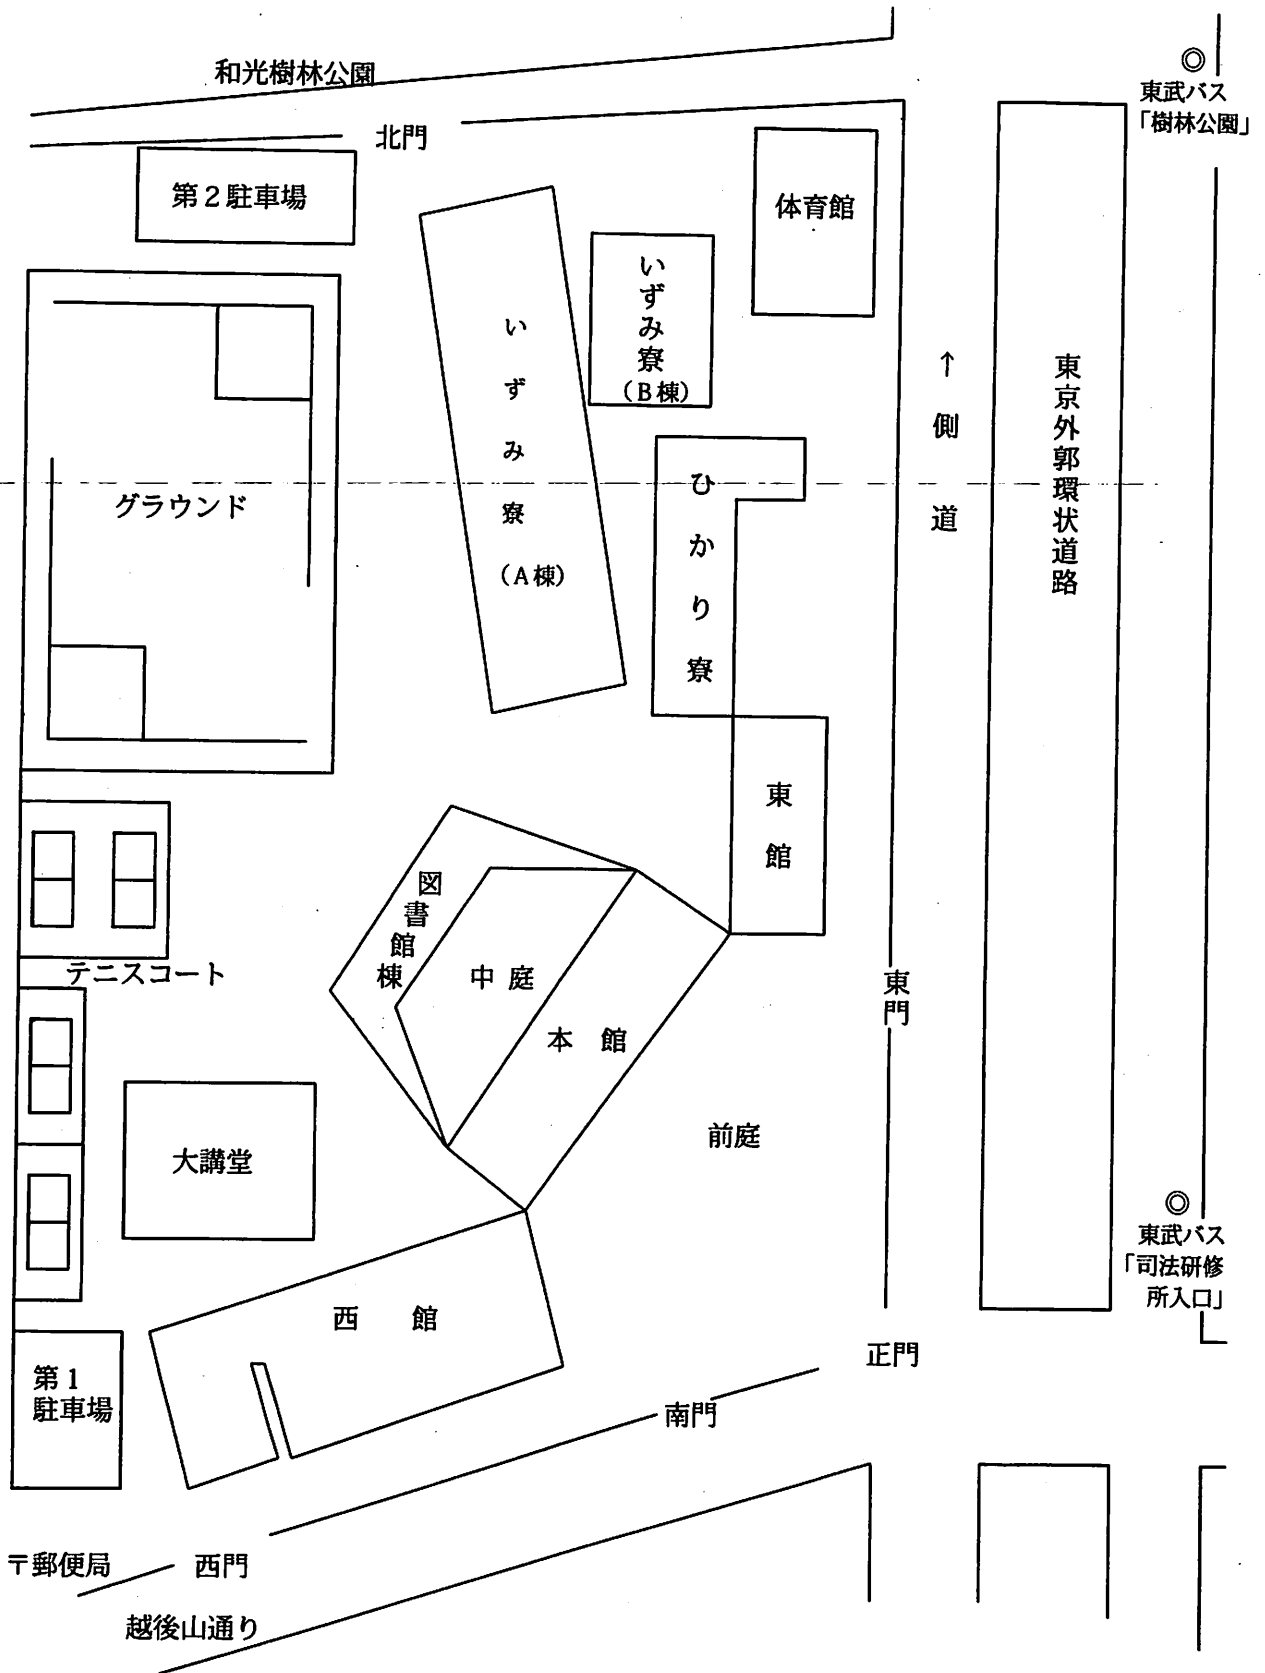 和光樹林公園
◎
東武バス
「樹林公園」
北門
第2駐車場
体育館
いずみ寮
(B棟)
いずみ寮
(A棟)
↑側道
東京外郭環状道路
グラウンド
ひかり寮
東館
図書館棟
中庭
本館
テニスコート
東門
前庭
大講堂
◎
東武バス
「司法研修
所入口」
西館
正門
第1
駐車場
南門
〒郵便局
西門
越後山通り